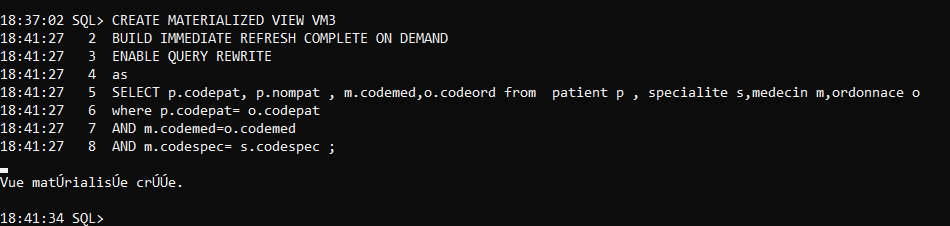 18:37:02 SQL> CREATE MATERIALIZED VIEW VM3
18:41:27   2  BUILD IMMEDIATE REFRESH COMPLETE ON DEMAND
18:41:27   3  ENABLE QUERY REWRITE
18:41:27   4  as
18:41:27   5  SELECT p.codepat, p.nompat , m.codemed,o.codeord from  patient p , specialite s,medecin m,ordonnace o
18:41:27   6  where p.codepat= o.codepat
18:41:27   7  AND m.codemed=o.codemed
18:41:27   8  AND m.codespec= s.codespec ;
Vue matÚrialisÚe crÚÚe.
18:41:34 SQL>